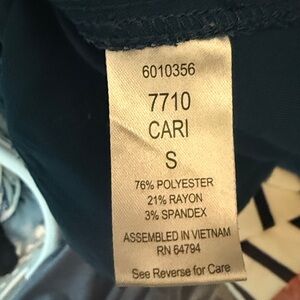 6010356
7710
CARI
S
76% POLYESTER
21% RAYON
3% SPANDEX
ASSEMBLED IN VIETNAM
RN 64794
See Reverse for Care